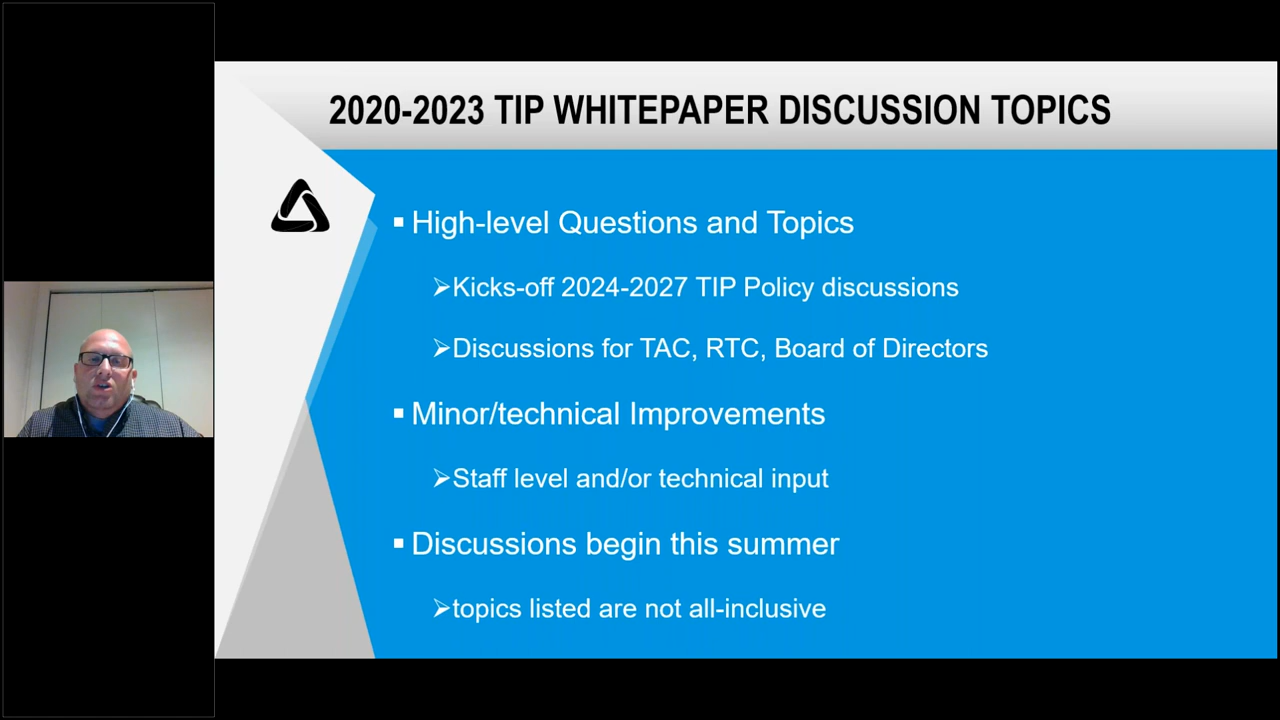 2020-2023 TIP WHITEPAPER DISCUSSION TOPICS
▪ High-level Questions and Topics
➢Kicks-off 2024-2027 TIP Policy discussions
➢Discussions for TAC, RTC, Board of Directors
▪ Minor/technical Improvements
➢Staff level and/or technical input
▪ Discussions begin this summer
➢topics listed are not all-inclusive